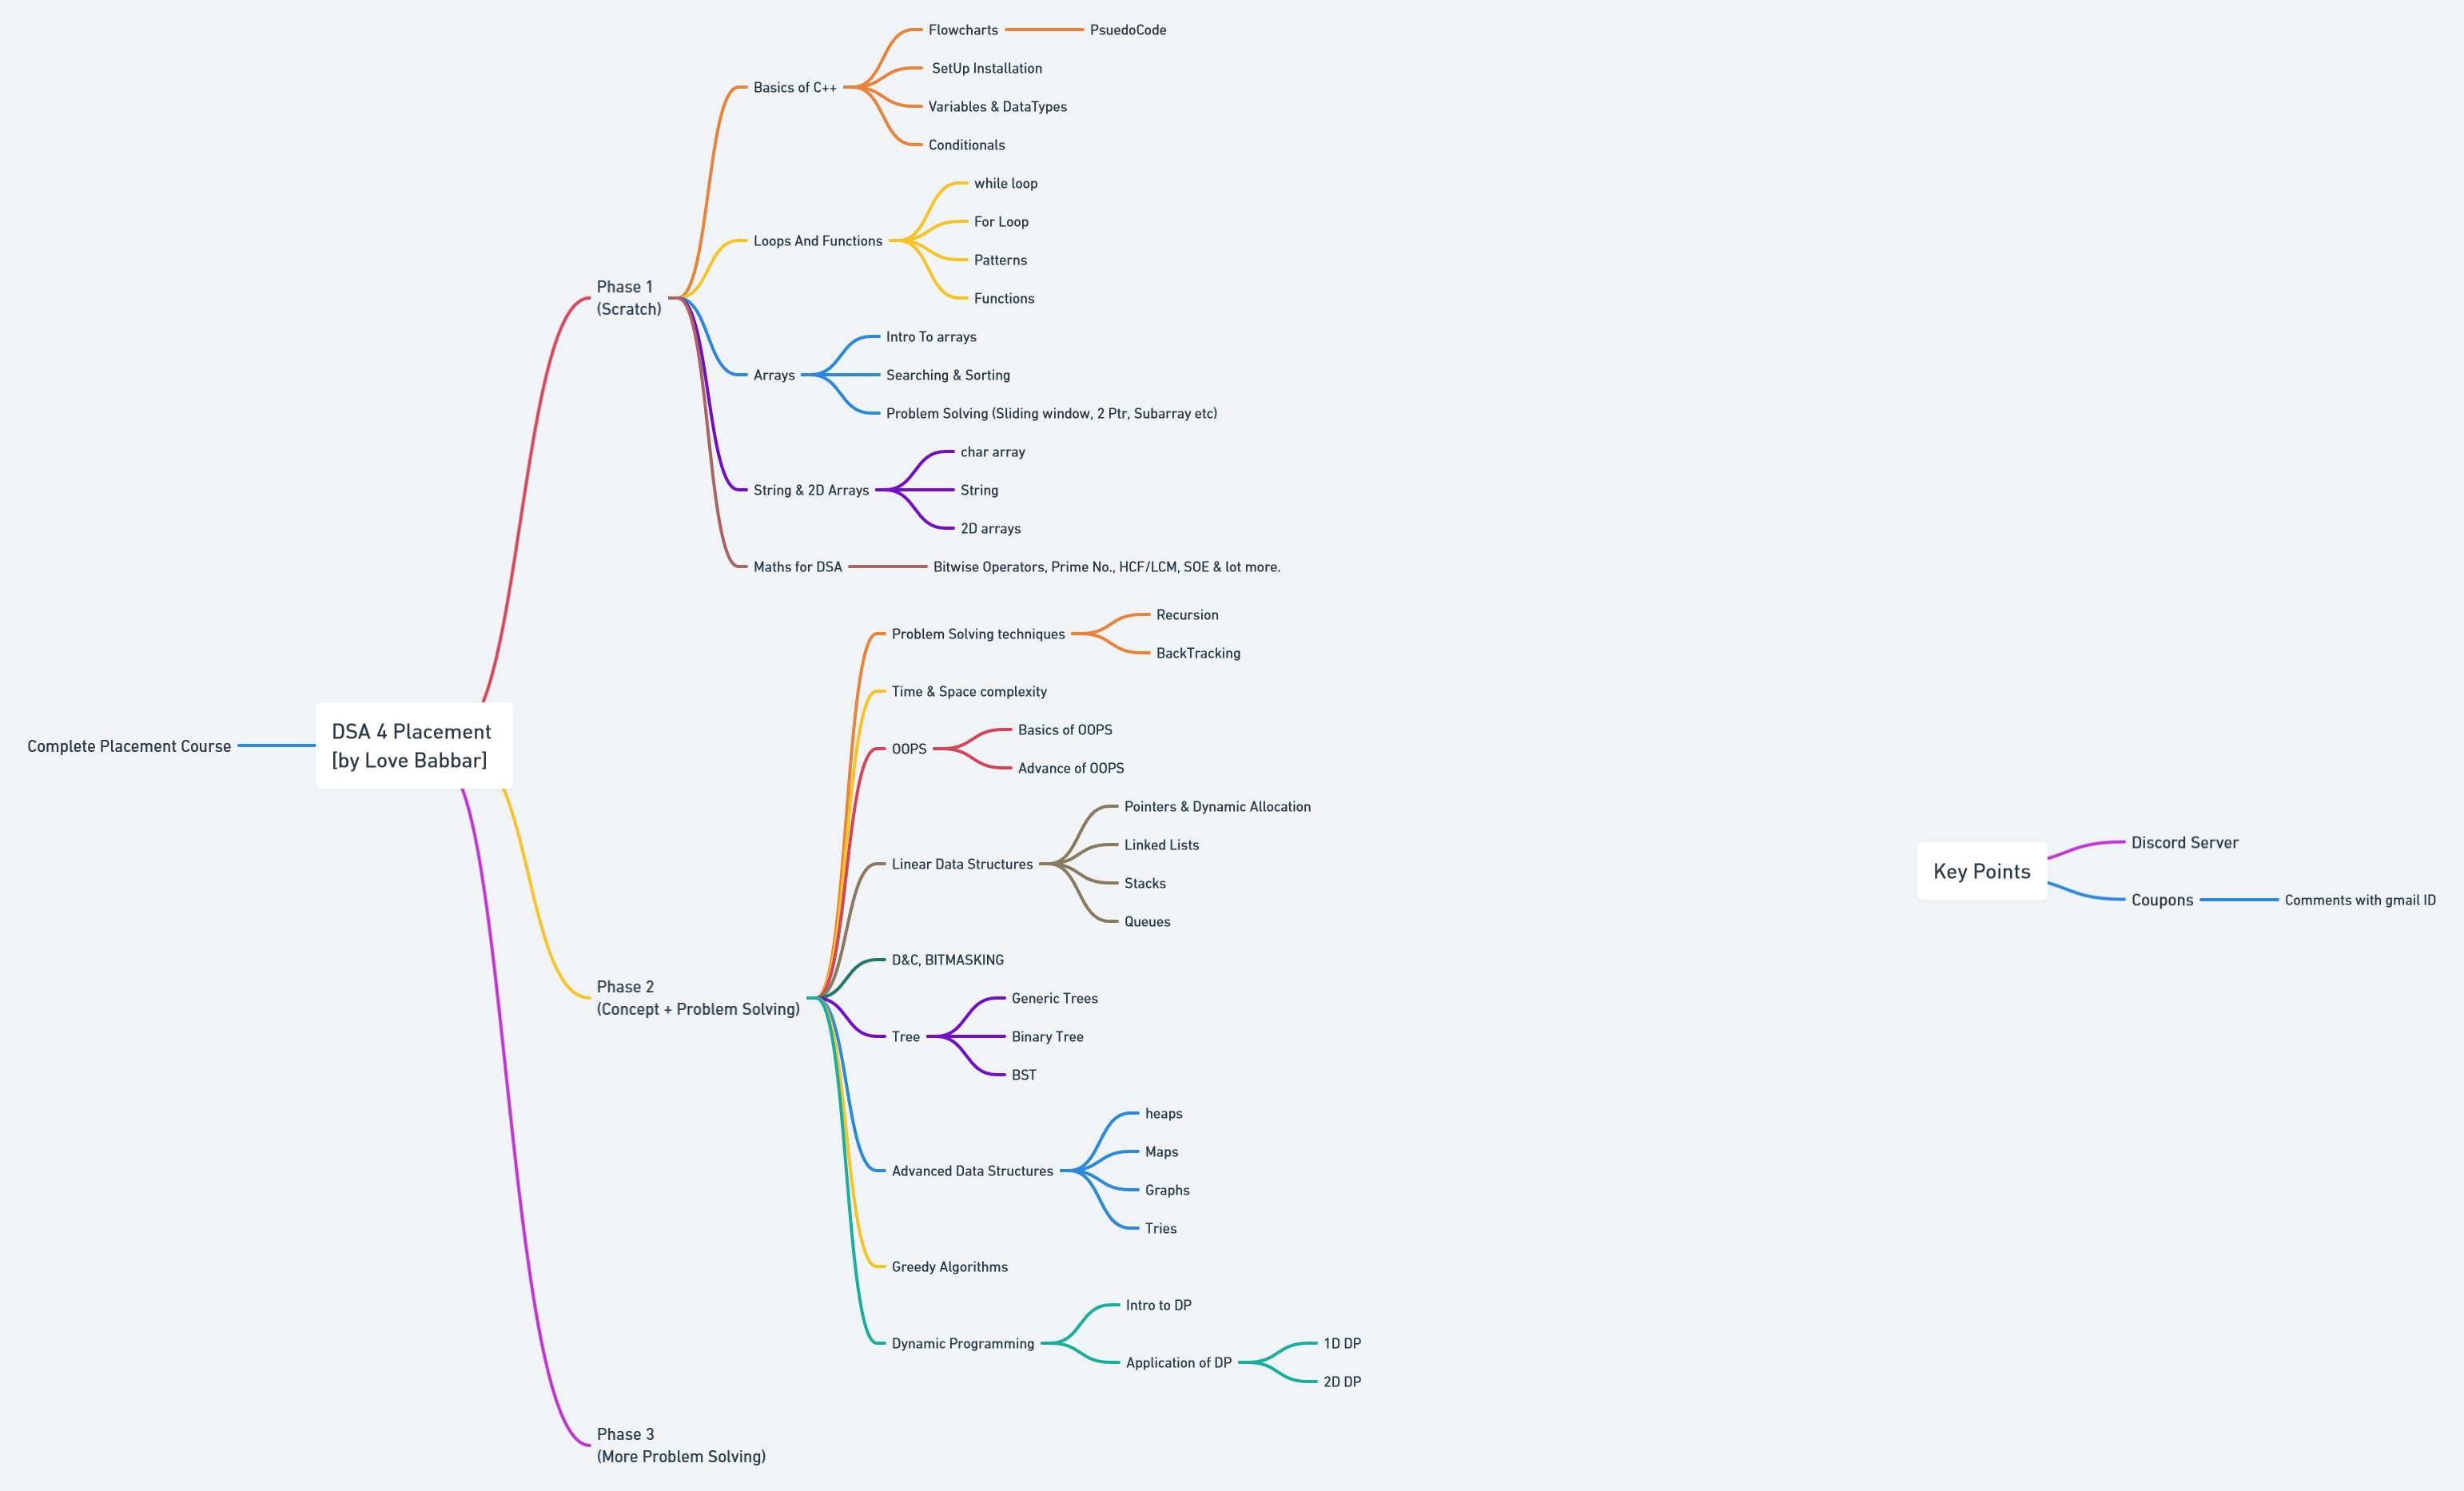 Complete Placement Course
DSA 4 Placement
[by Love Babbar]
Phase 1
(Scratch)
Basics of C++
Flowcharts
PsuedoCode
SetUp Installation
Variables & DataTypes
Conditionals
Loops And Functions
while loop
For Loop
Patterns
Functions
Arrays
Intro To arrays
Searching & Sorting
Problem Solving (Sliding window, 2 Ptr, Subarray etc)
String & 2D Arrays
char array
String
2D arrays
Maths for DSA
Bitwise Operators, Prime No., HCF/LCM, SOE & lot more.
Phase 2
(Concept + Problem Solving)
Problem Solving techniques
Recursion
BackTracking
Time & Space complexity
OOPS
Basics of OOPS
Advance of OOPS
Linear Data Structures
Pointers & Dynamic Allocation
Linked Lists
Stacks
Queues
D&C, BITMASKING
Tree
Generic Trees
Binary Tree
BST
Advanced Data Structures
heaps
Maps
Graphs
Tries
Greedy Algorithms
Dynamic Programming
Intro to DP
Application of DP
1D DP
2D DP
Phase 3
(More Problem Solving)
Key Points
Discord Server
Coupons
Comments with gmail ID